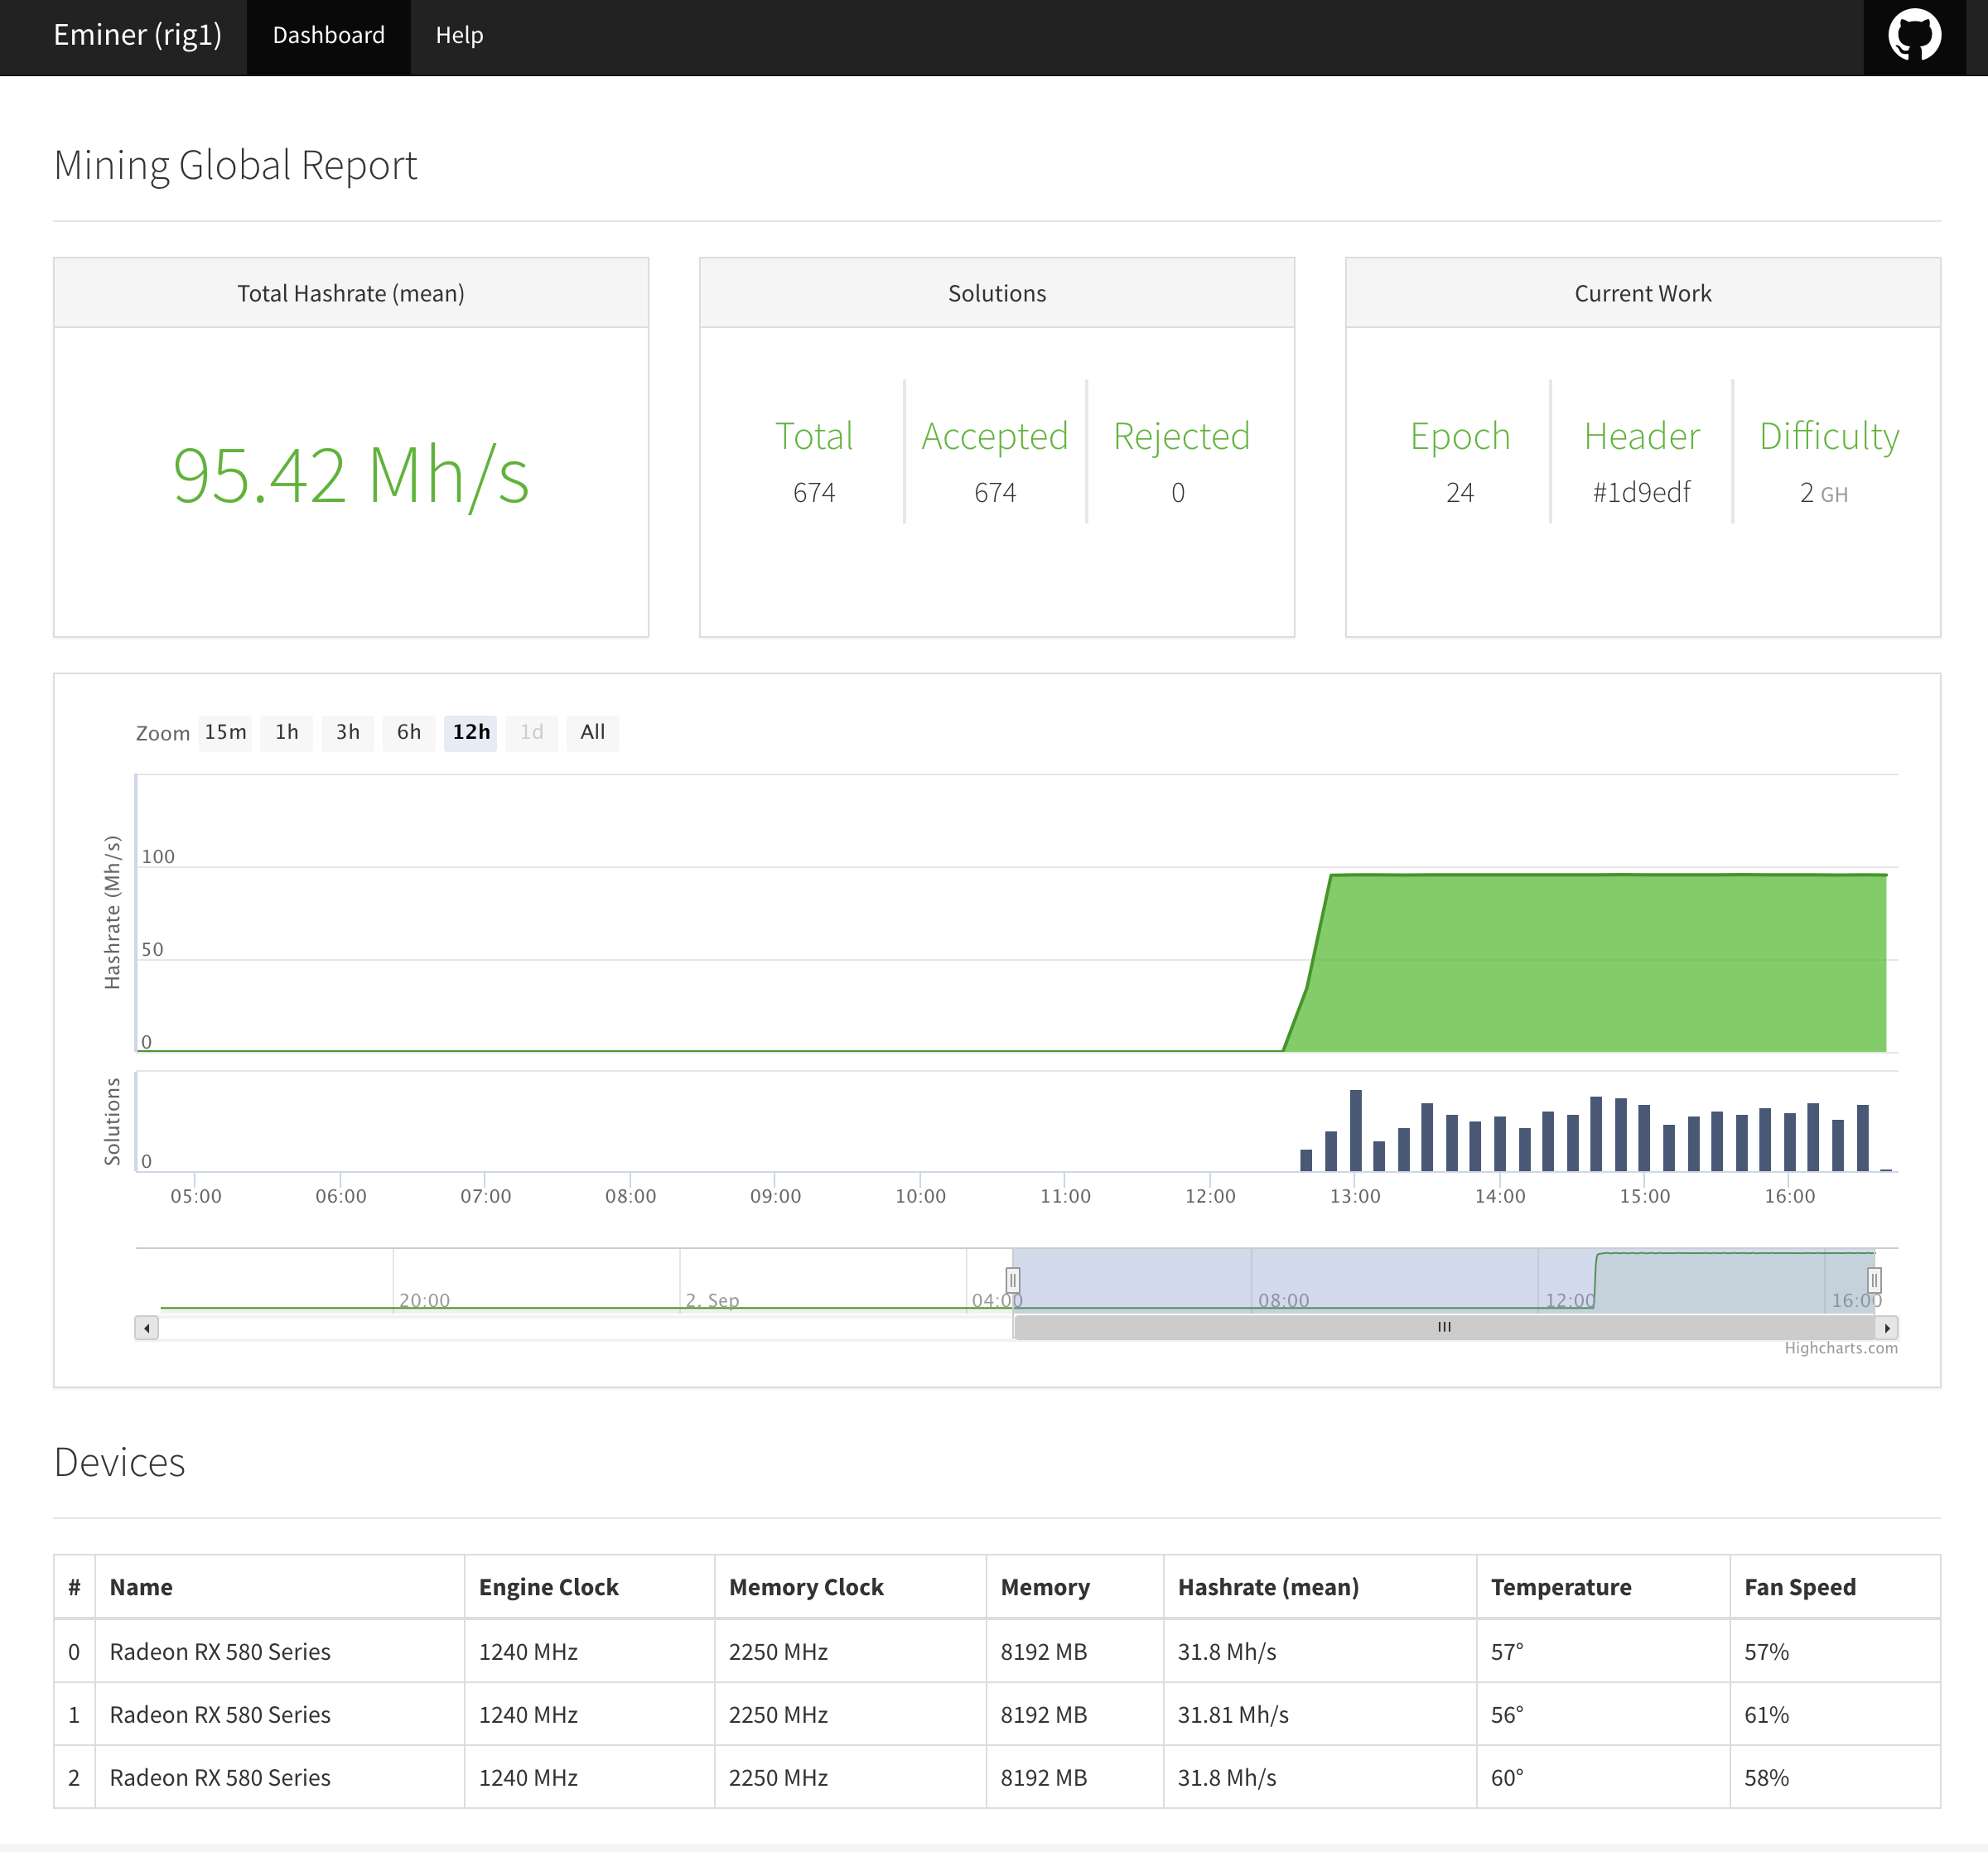 Eminer (rig1) Dashboard Help
Mining Global Report
Total Hashrate (mean)
95.42 Mh/s
Solutions
Total Accepted Rejected
674 674 0
Current Work
Epoch Header Difficulty
24 #1d9edf 2 GH
Zoom 15m 1h 3h 6h 12h 1d All
Hashrate (Mh/s)
100
50
0
Solutions
0
05:00 06:00 07:00 08:00 09:00 10:00 11:00 12:00 13:00 14:00 15:00 16:00
20:00 2. Sep 04:00 08:00 12:00 16:00
Highcharts.com
Devices
# Name Engine Clock Memory Clock Memory Hashrate (mean) Temperature Fan Speed
0 Radeon RX 580 Series 1240 MHz 2250 MHz 8192 MB 31.8 Mh/s 57° 57%
1 Radeon RX 580 Series 1240 MHz 2250 MHz 8192 MB 31.81 Mh/s 56° 61%
2 Radeon RX 580 Series 1240 MHz 2250 MHz 8192 MB 31.8 Mh/s 60° 58%